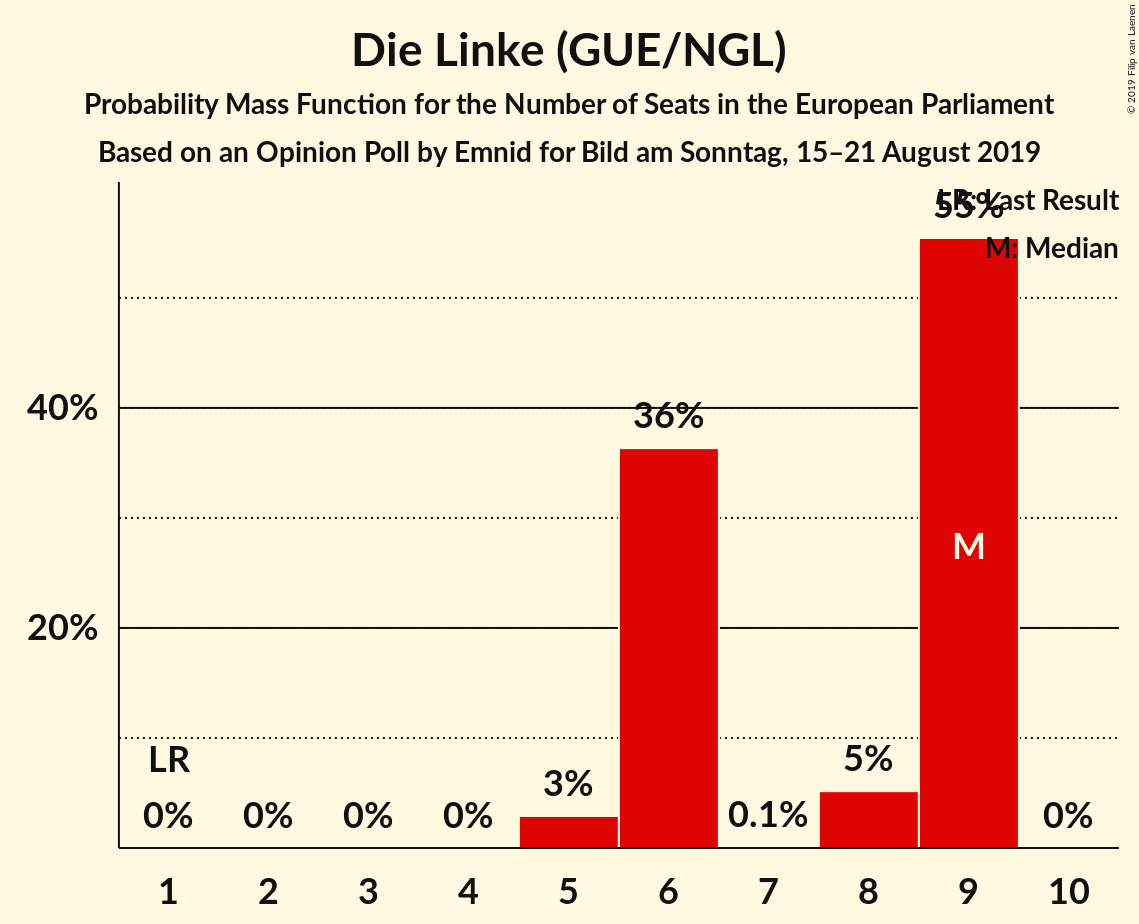 Die Linke (GUE/NGL)
Probability Mass Function for the Number of Seats in the European Parliament
Based on an Opinion Poll by Emnid for Bild am Sonntag, 15–21 August 2019
© 2019 Filip van Laenen
LR: Last Result
M: Median
55%
40%
36%
M
20%
LR
5%
3%
0%
0%
0%
0%
0.1%
0%
1 2 3 4 5 6 7 8 9 10